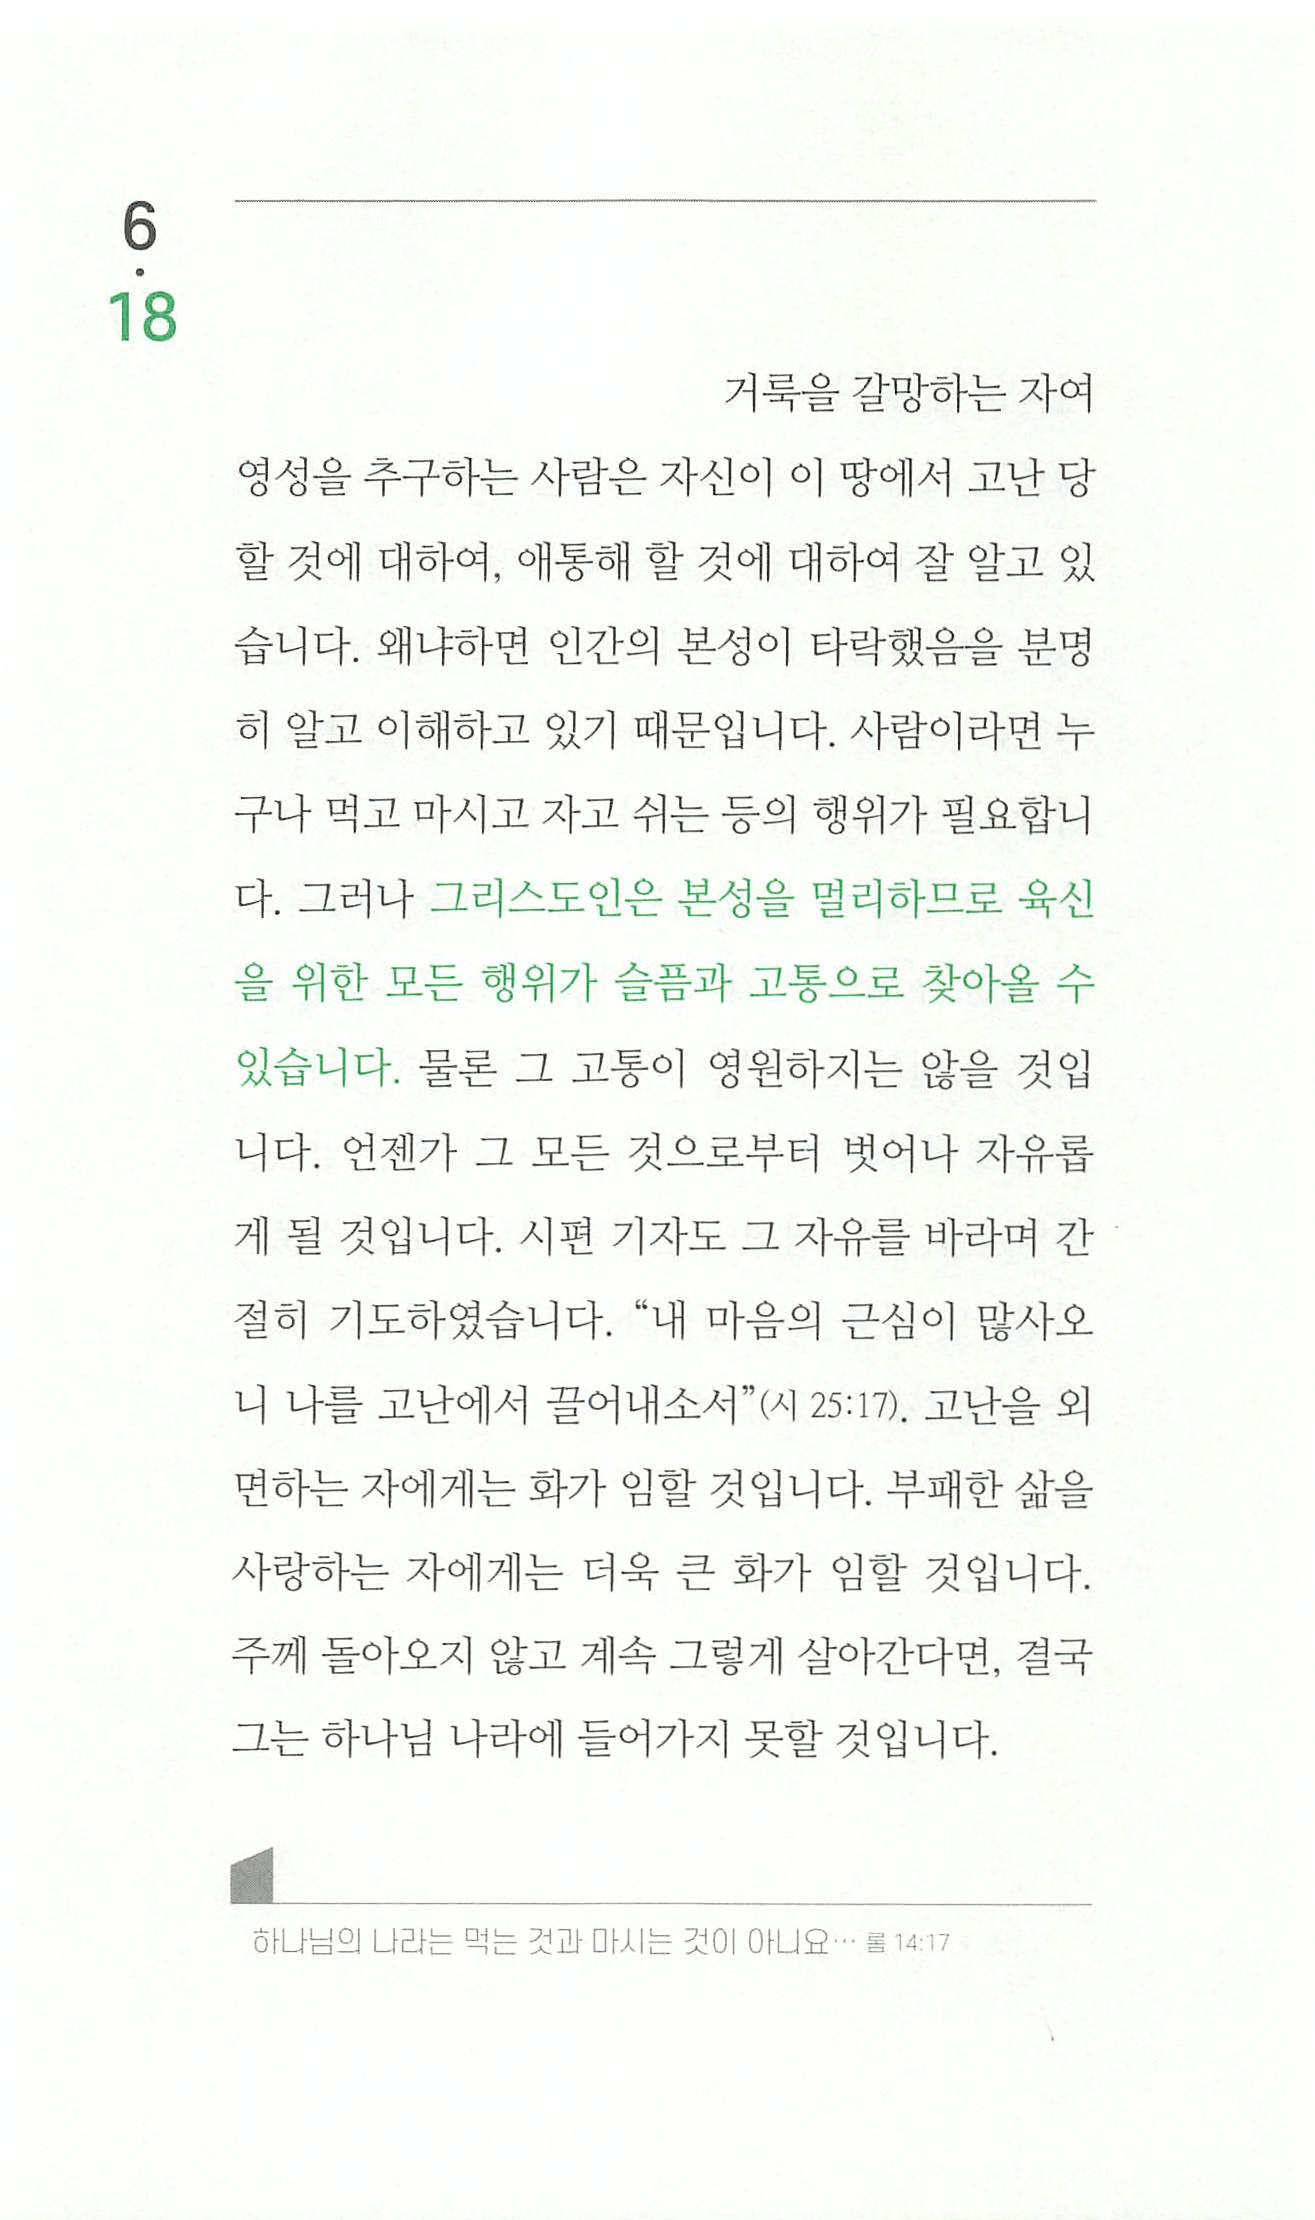 6
·
18
거룩을 갈망하는 자여
영성을 추구하는 사람은 자신이 이 땅에서 고난 당
할 것에 대하여, 애통해 할 것에 대하여 잘 알고 있
습니다. 왜냐하면 인간의 본성이 타락했음을 분명
히 알고 이해하고 있기 때문입니다. 사람이라면 누
구나 먹고 마시고 자고 쉬는 등의 행위가 필요합니
다. 그러나 그리스도인은 본성을 멀리하므로 육신
을 위한 모든 행위가 슬픔과 고통으로 찾아올 수
있습니다. 물론 그 고통이 영원하지는 않을 것입
니다. 언젠가 그 모든 것으로부터 벗어나 자유롭
게 될 것입니다. 시편 기자도 그 자유를 바라며 간
절히 기도하였습니다. “내 마음의 근심이 많사오
니 나를 고난에서 끌어내소서”(시 25:17). 고난을 외
면하는 자에게는 화가 임할 것입니다. 부패한 삶을
사랑하는 자에게는 더욱 큰 화가 임할 것입니다.
주께 돌아오지 않고 계속 그렇게 살아간다면, 결국
그는 하나님 나라에 들어가지 못할 것입니다.
하나님의 나라는 먹는 것과 마시는 것이 아니요… 롬 14:17